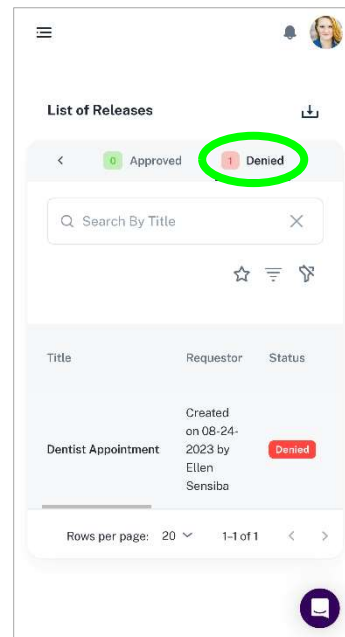 List of Releases
0 Approved
1 Denied
Search By Title
Title Requestor Status
Dentist Appointment
Created
on 08-24-
2023 by
Ellen
Sensiba
Denied
Rows per page: 20 1-1 of 1